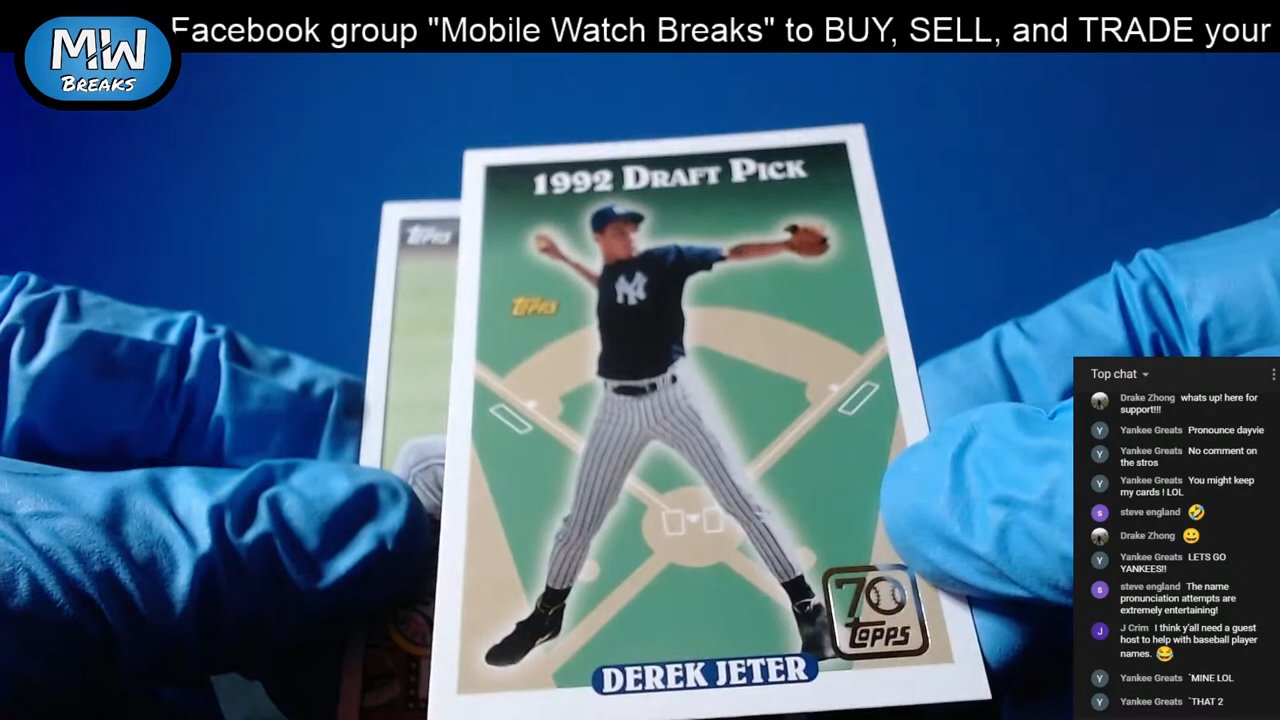 Facebook group "Mobile Watch Breaks" to BUY, SELL, and TRADE your
MW
BREAKS
1992 DRAFT PICK
Topps
Topps
NY
70
Topps
DEREK JETER
Top chat
Drake Zhong whats up! here for
support!!!
Yankee Greats Pronounce dayvie
Yankee Greats No comment on
the stros
Yankee Greats You might keep
my cards ! LOL
steve england 🤣
Drake Zhong 😀
Yankee Greats LETS GO
YANKEES!!
steve england The name
pronunciation attempts are
extremely entertaining!
J Crim I think y'all need a guest
host to help with baseball player
names. 😂
Yankee Greats ^MINE LOL
Yankee Greats ^THAT 2